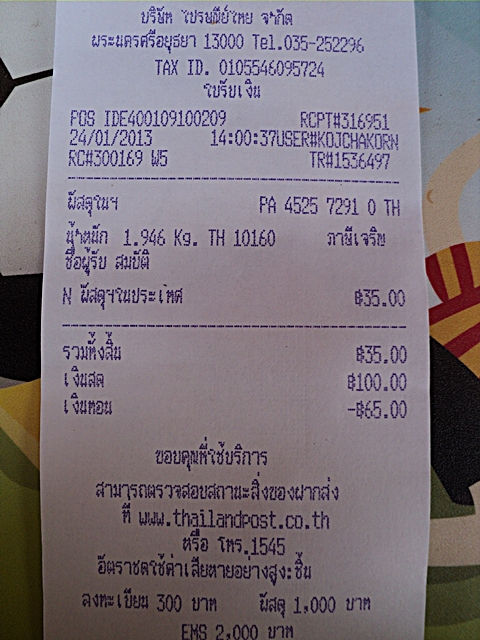 บริษัท ไปรษณีย์ไทย จำกัด
พระนครศรีอยุธยา 13000 Tel.035-252296
TAX ID. 0105546095724
ใบรับเงิน
POS IDE400109100209 RCPT#316951
24/01/2013 14:00:37USER#KOJCHAKORN
RC#300169 W5 TR#1536497
พัสดุในฯ PA 4525 7291 0 TH
น้ำหนัก 1.946 Kg. TH 10160 ภาษีเจริญ
ชื่อผู้รับ สมบัติ
N พัสดุฯในประเทศ ฿35.00
รวมทั้งสิ้น ฿35.00
เงินสด ฿100.00
เงินทอน -฿65.00
ขอบคุณที่ใช้บริการ
สามารถตรวจสอบสถานะสิ่งของฝากส่ง
ที่ www.thailandpost.co.th
หรือ โทร.1545
อัตราชดใช้ค่าเสียหายอย่างสูง:ชิ้น
ลงทะเบียน 300 บาท พัสดุ 1,000 บาท
EMS 2,000 บาท